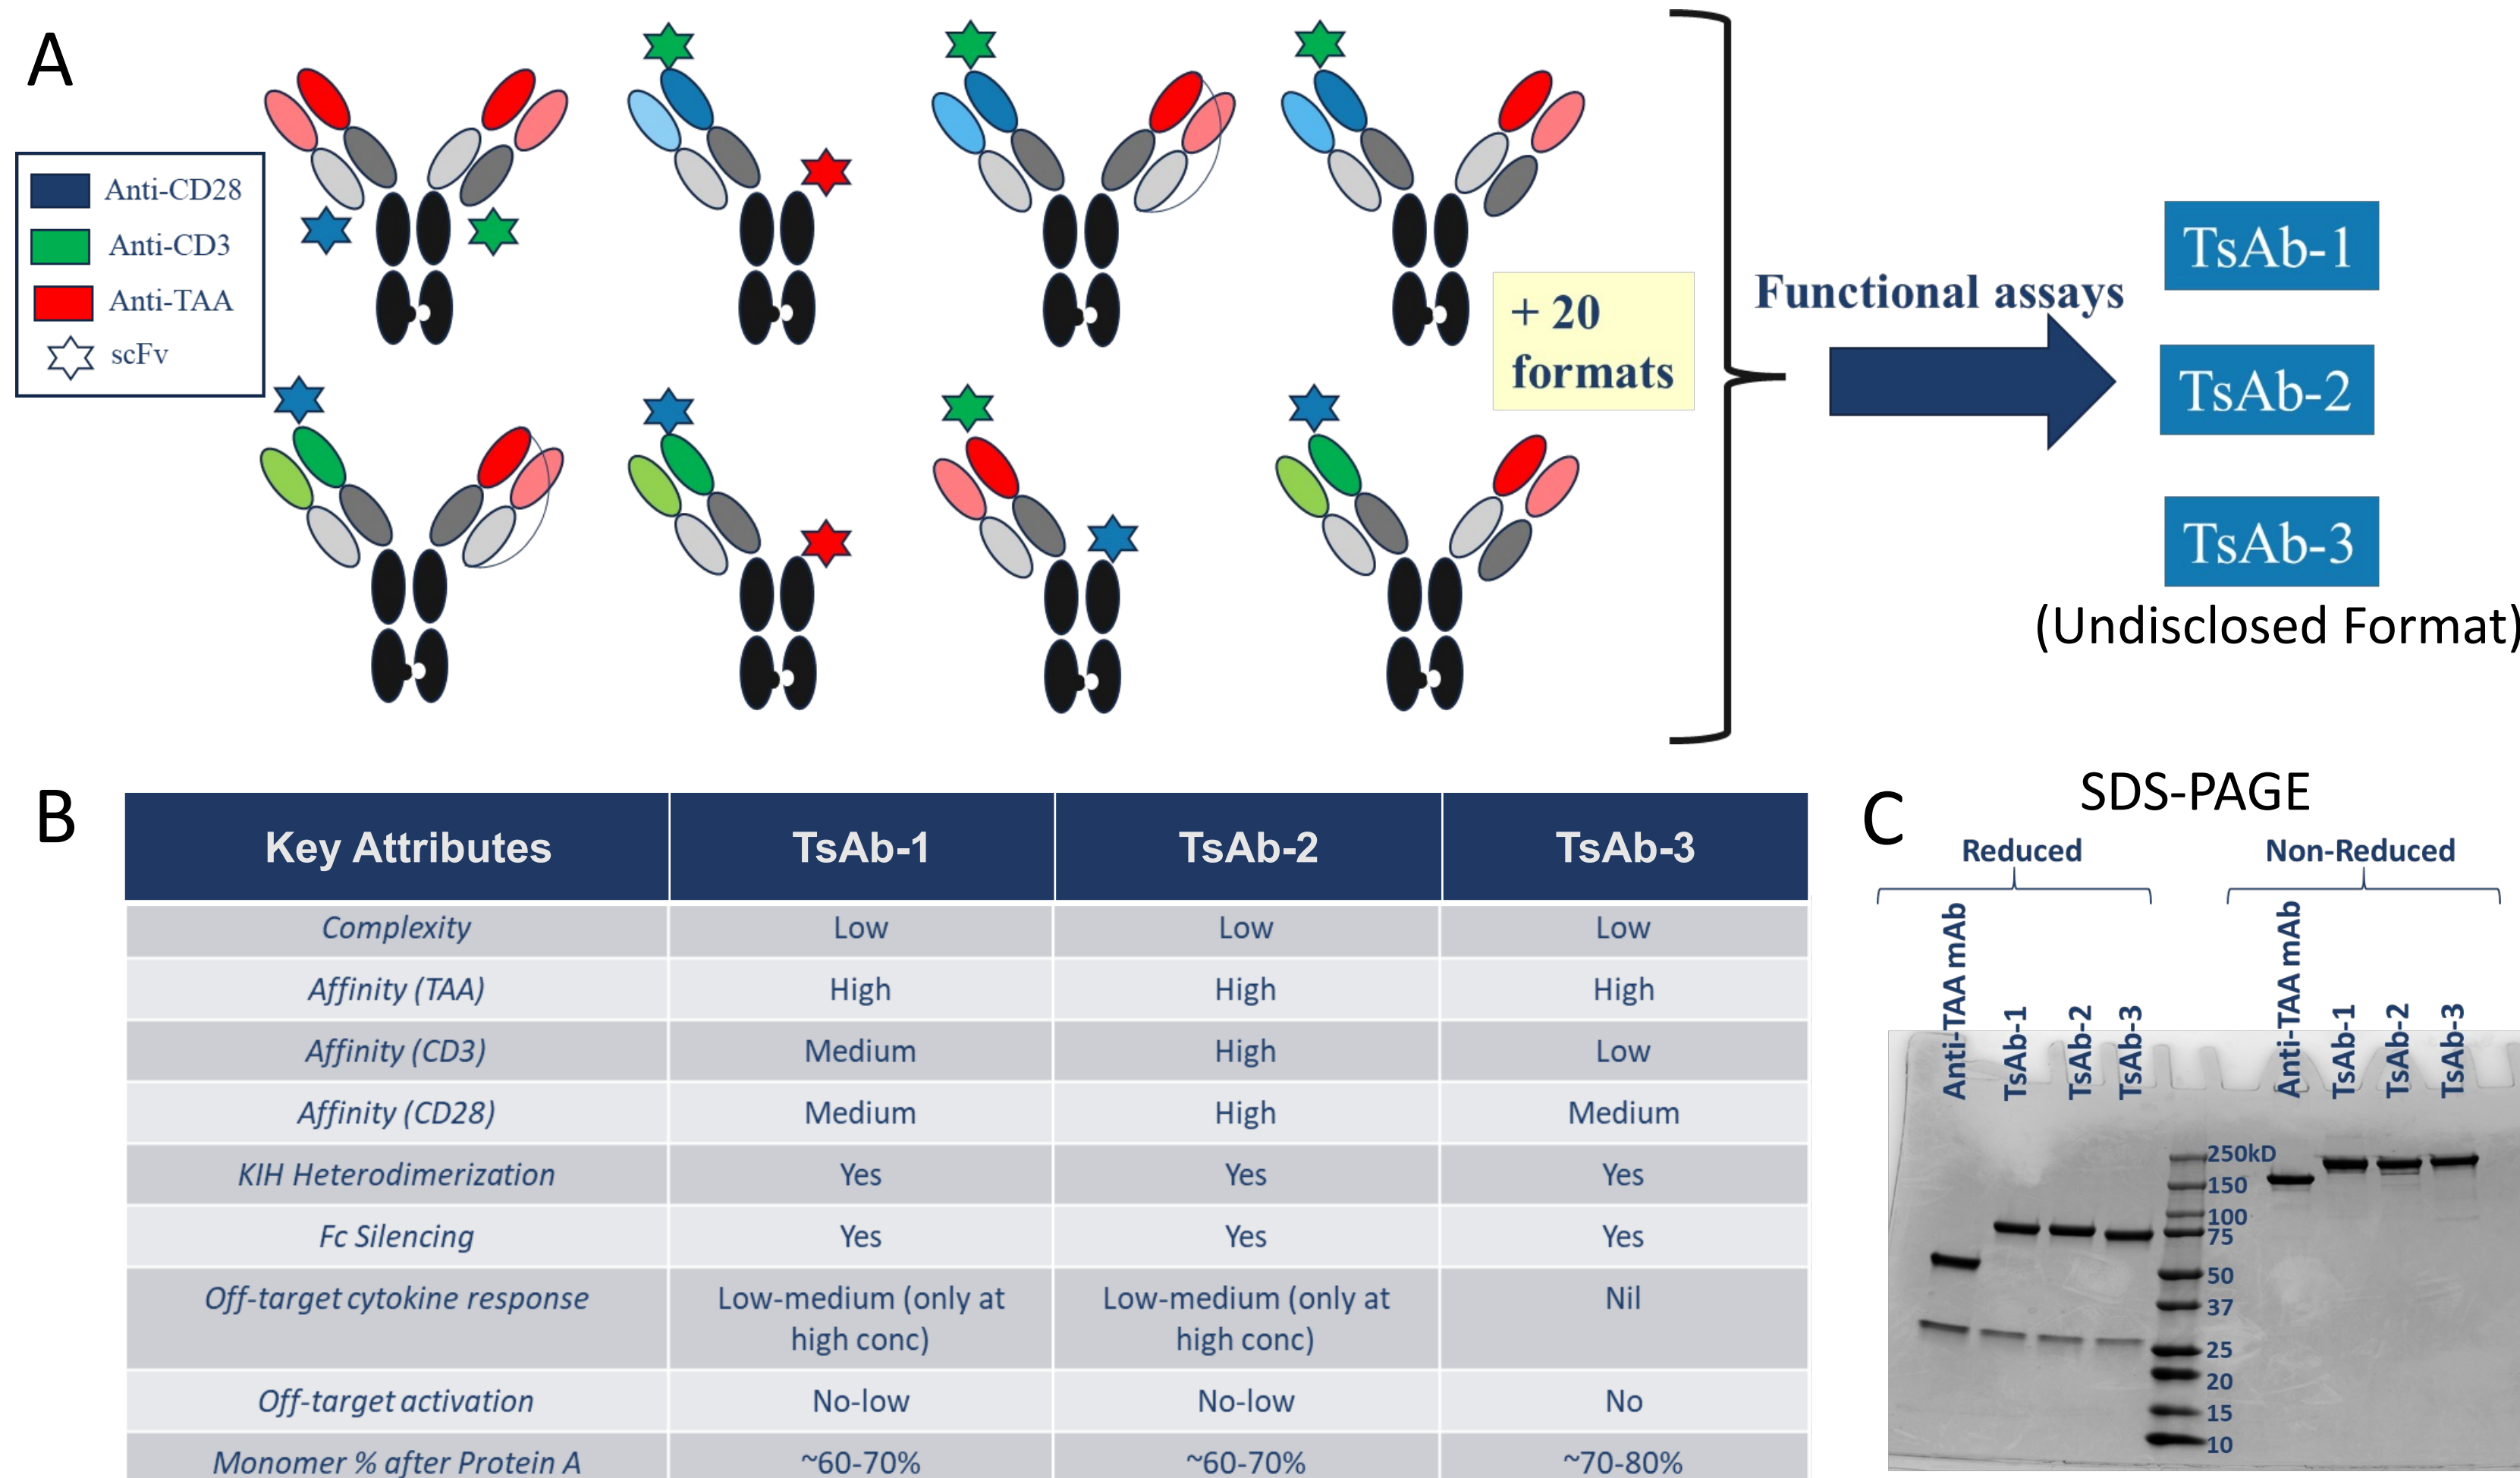 A
Anti-CD28
Anti-CD3
Anti-TAA
scFv
+ 20
formats
Functional assays
TsAb-1
TsAb-2
TsAb-3
(Undisclosed Format)
B
Key Attributes TsAb-1 TsAb-2 TsAb-3
Complexity Low Low Low
Affinity (TAA) High High High
Affinity (CD3) Medium High Low
Affinity (CD28) Medium High Medium
KIH Heterodimerization Yes Yes Yes
Fc Silencing Yes Yes Yes
Off-target cytokine response Low-medium (only at high conc) Low-medium (only at high conc) Nil
Off-target activation No-low No-low No
Monomer % after Protein A ~60-70% ~60-70% ~70-80%
C
SDS-PAGE
Reduced Non-Reduced
Anti-TAA mAb
TsAb-1
TsAb-2
TsAb-3
Anti-TAA mAb
TsAb-1
TsAb-2
TsAb-3
250kD
150
100
75
50
37
25
20
15
10